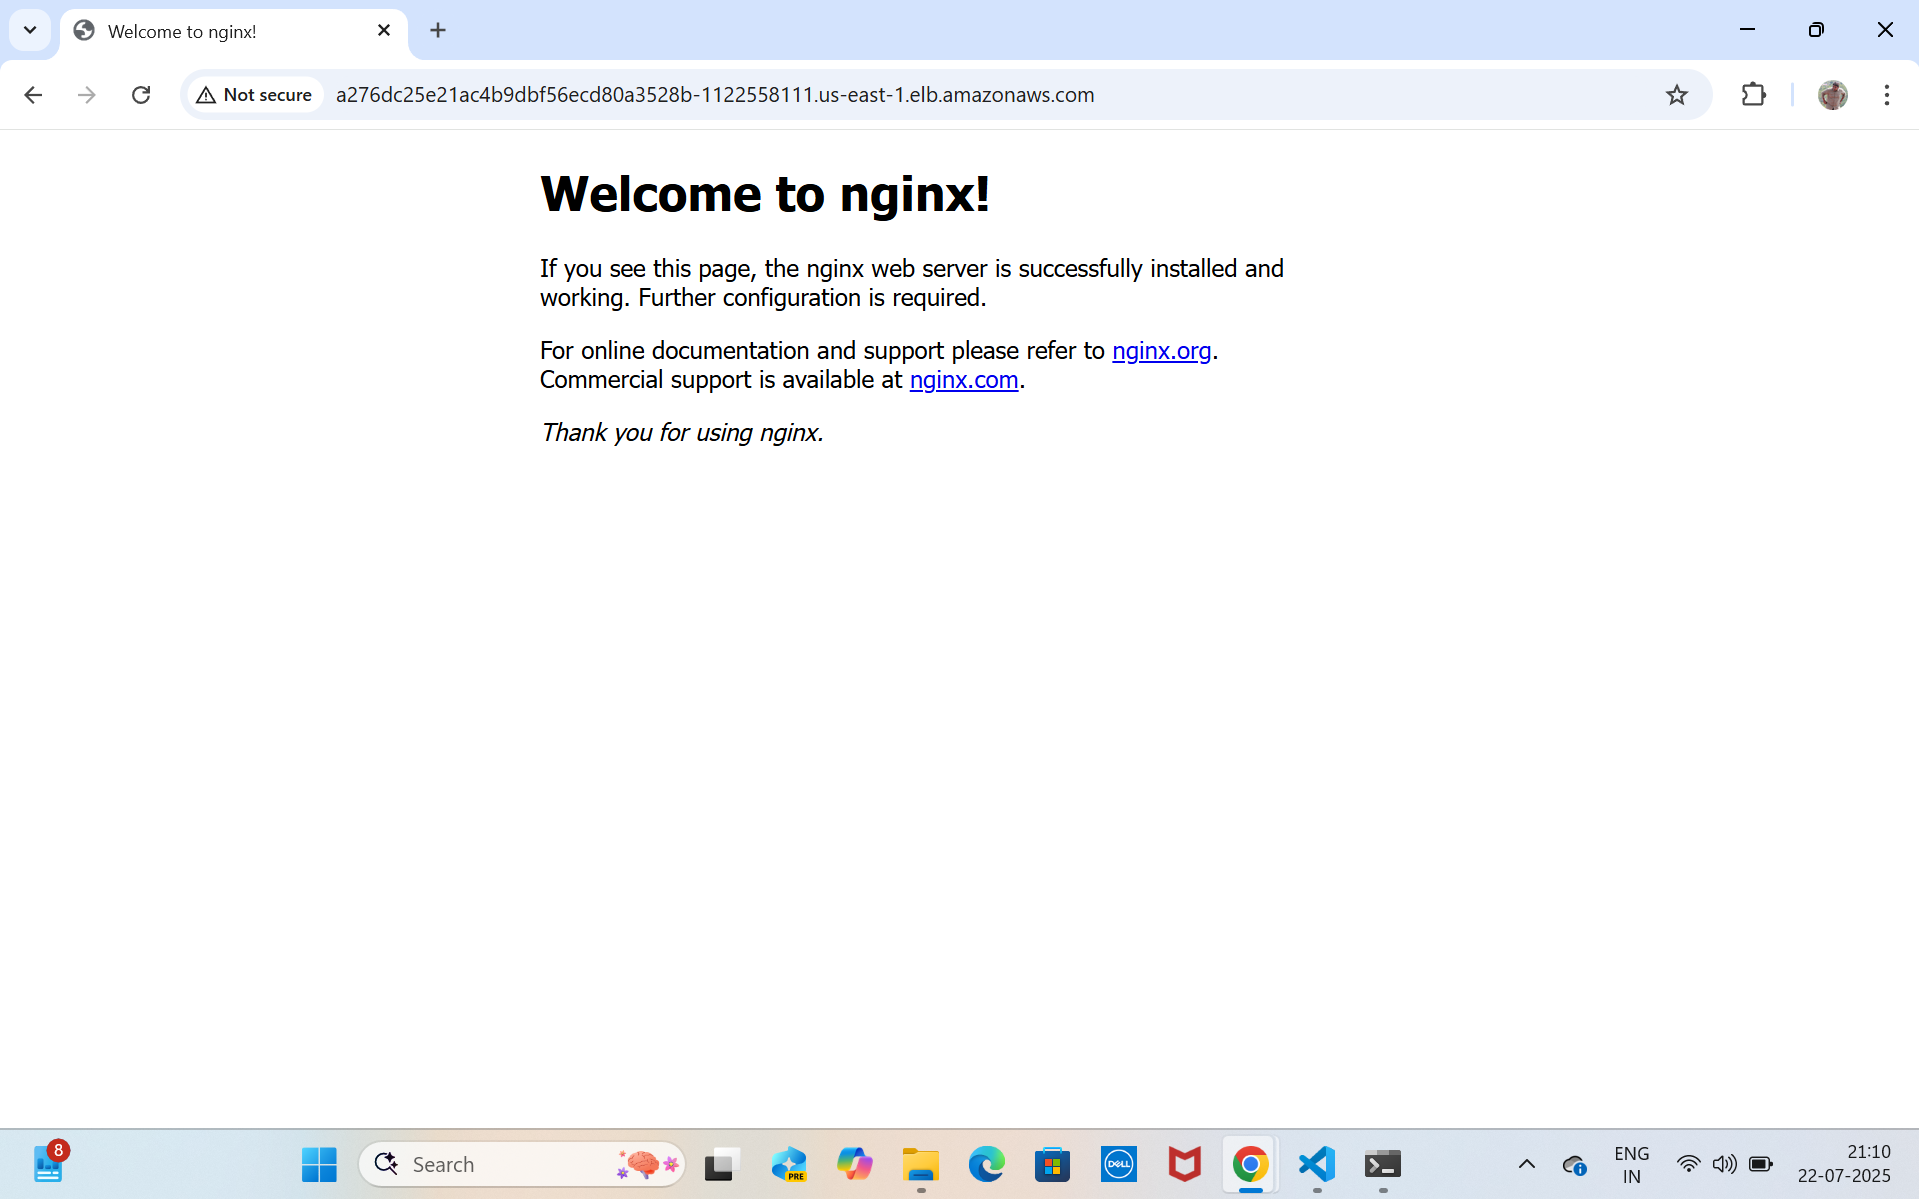 Welcome to nginx!
Not secure
a276dc25e21ac4b9dbf56ecd80a3528b-1122558111.us-east-1.elb.amazonaws.com
Welcome to nginx!
If you see this page, the nginx web server is successfully installed and
working. Further configuration is required.
For online documentation and support please refer to nginx.org.
Commercial support is available at nginx.com.
Thank you for using nginx.
8
Search
PRE
DELL
ENG
IN
21:10
22-07-2025